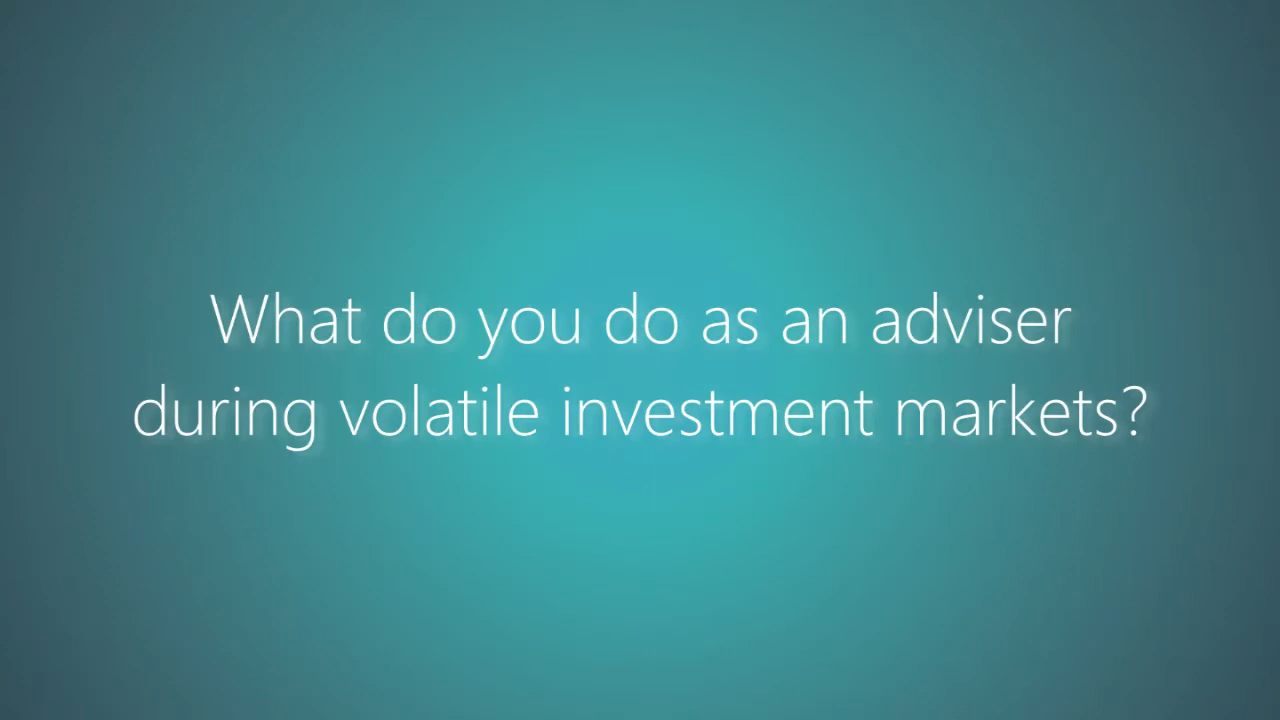 What do you do as an adviser
during volatile investment markets?